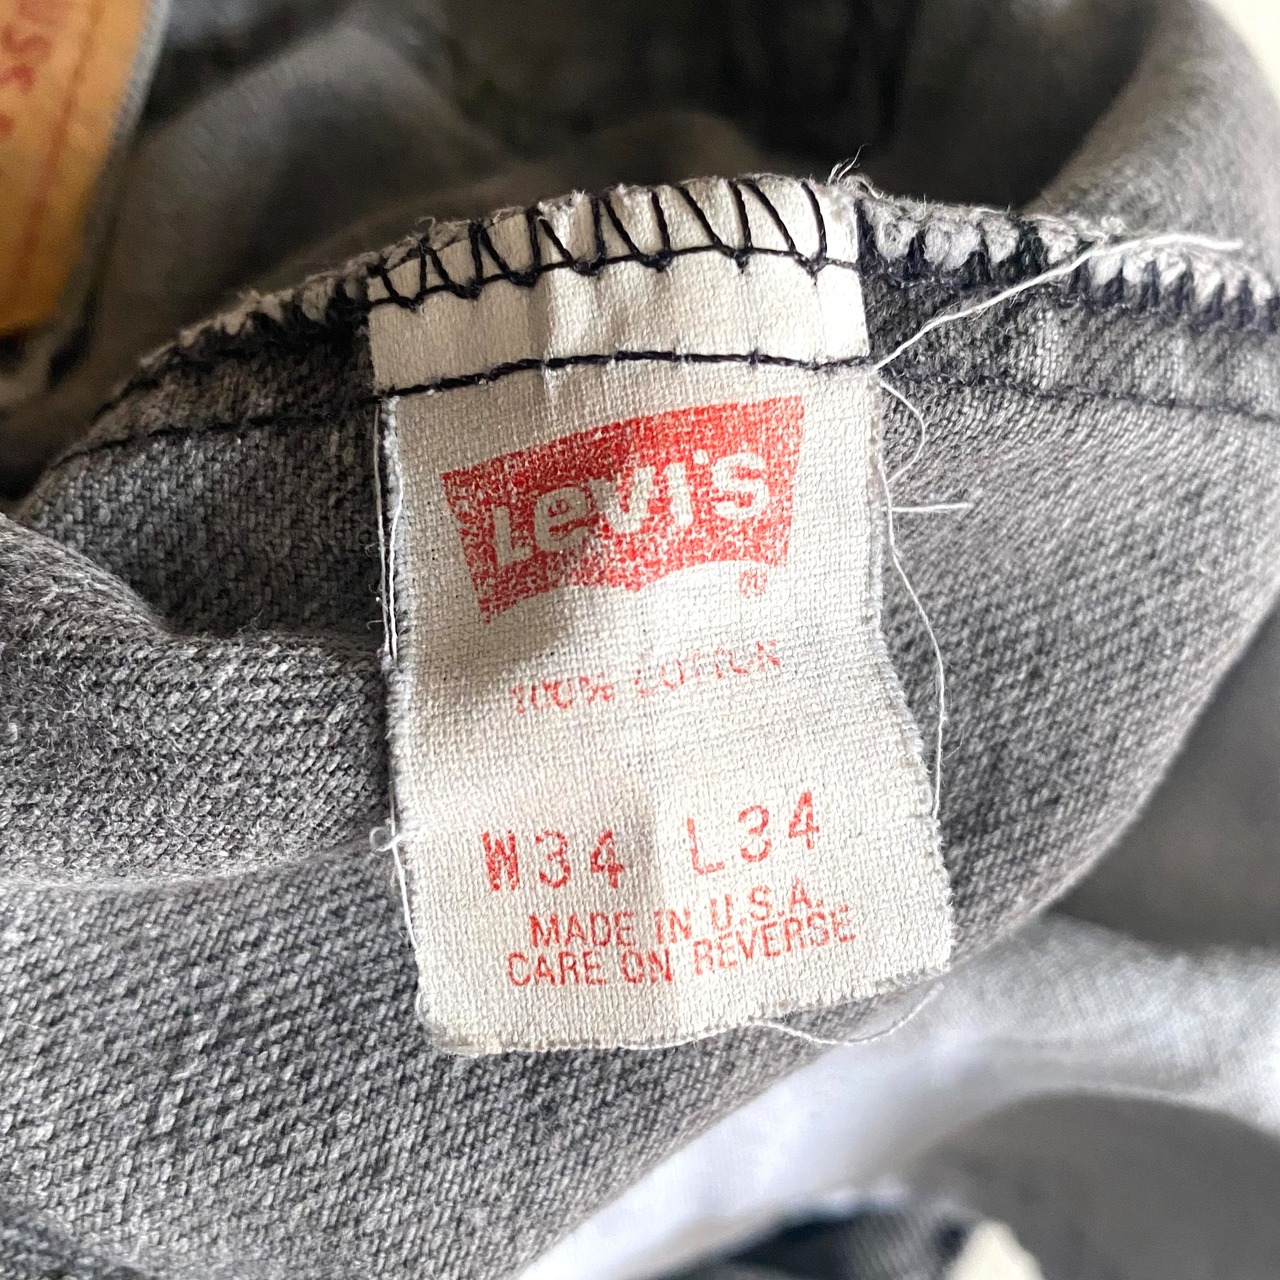 Levi's
®
100% COTTON
W34 L34
MADE IN U.S.A.
CARE ON REVERSE